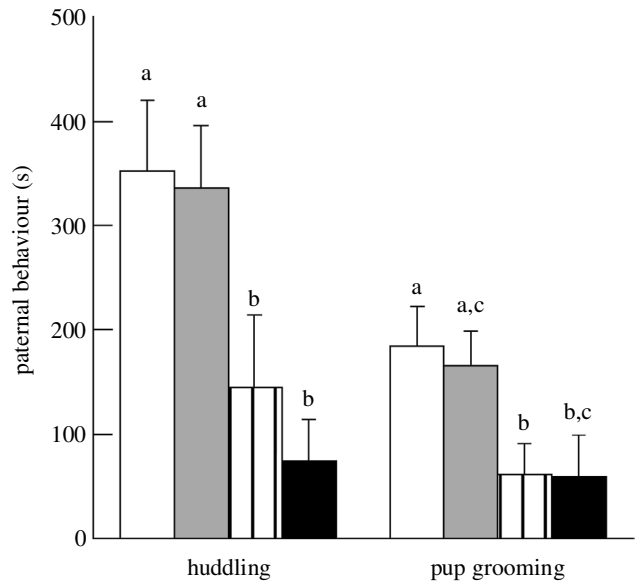 500
400
300
200
100
0
paternal behaviour (s)
a
a
b
b
a
a,c
b
b,c
huddling
pup grooming